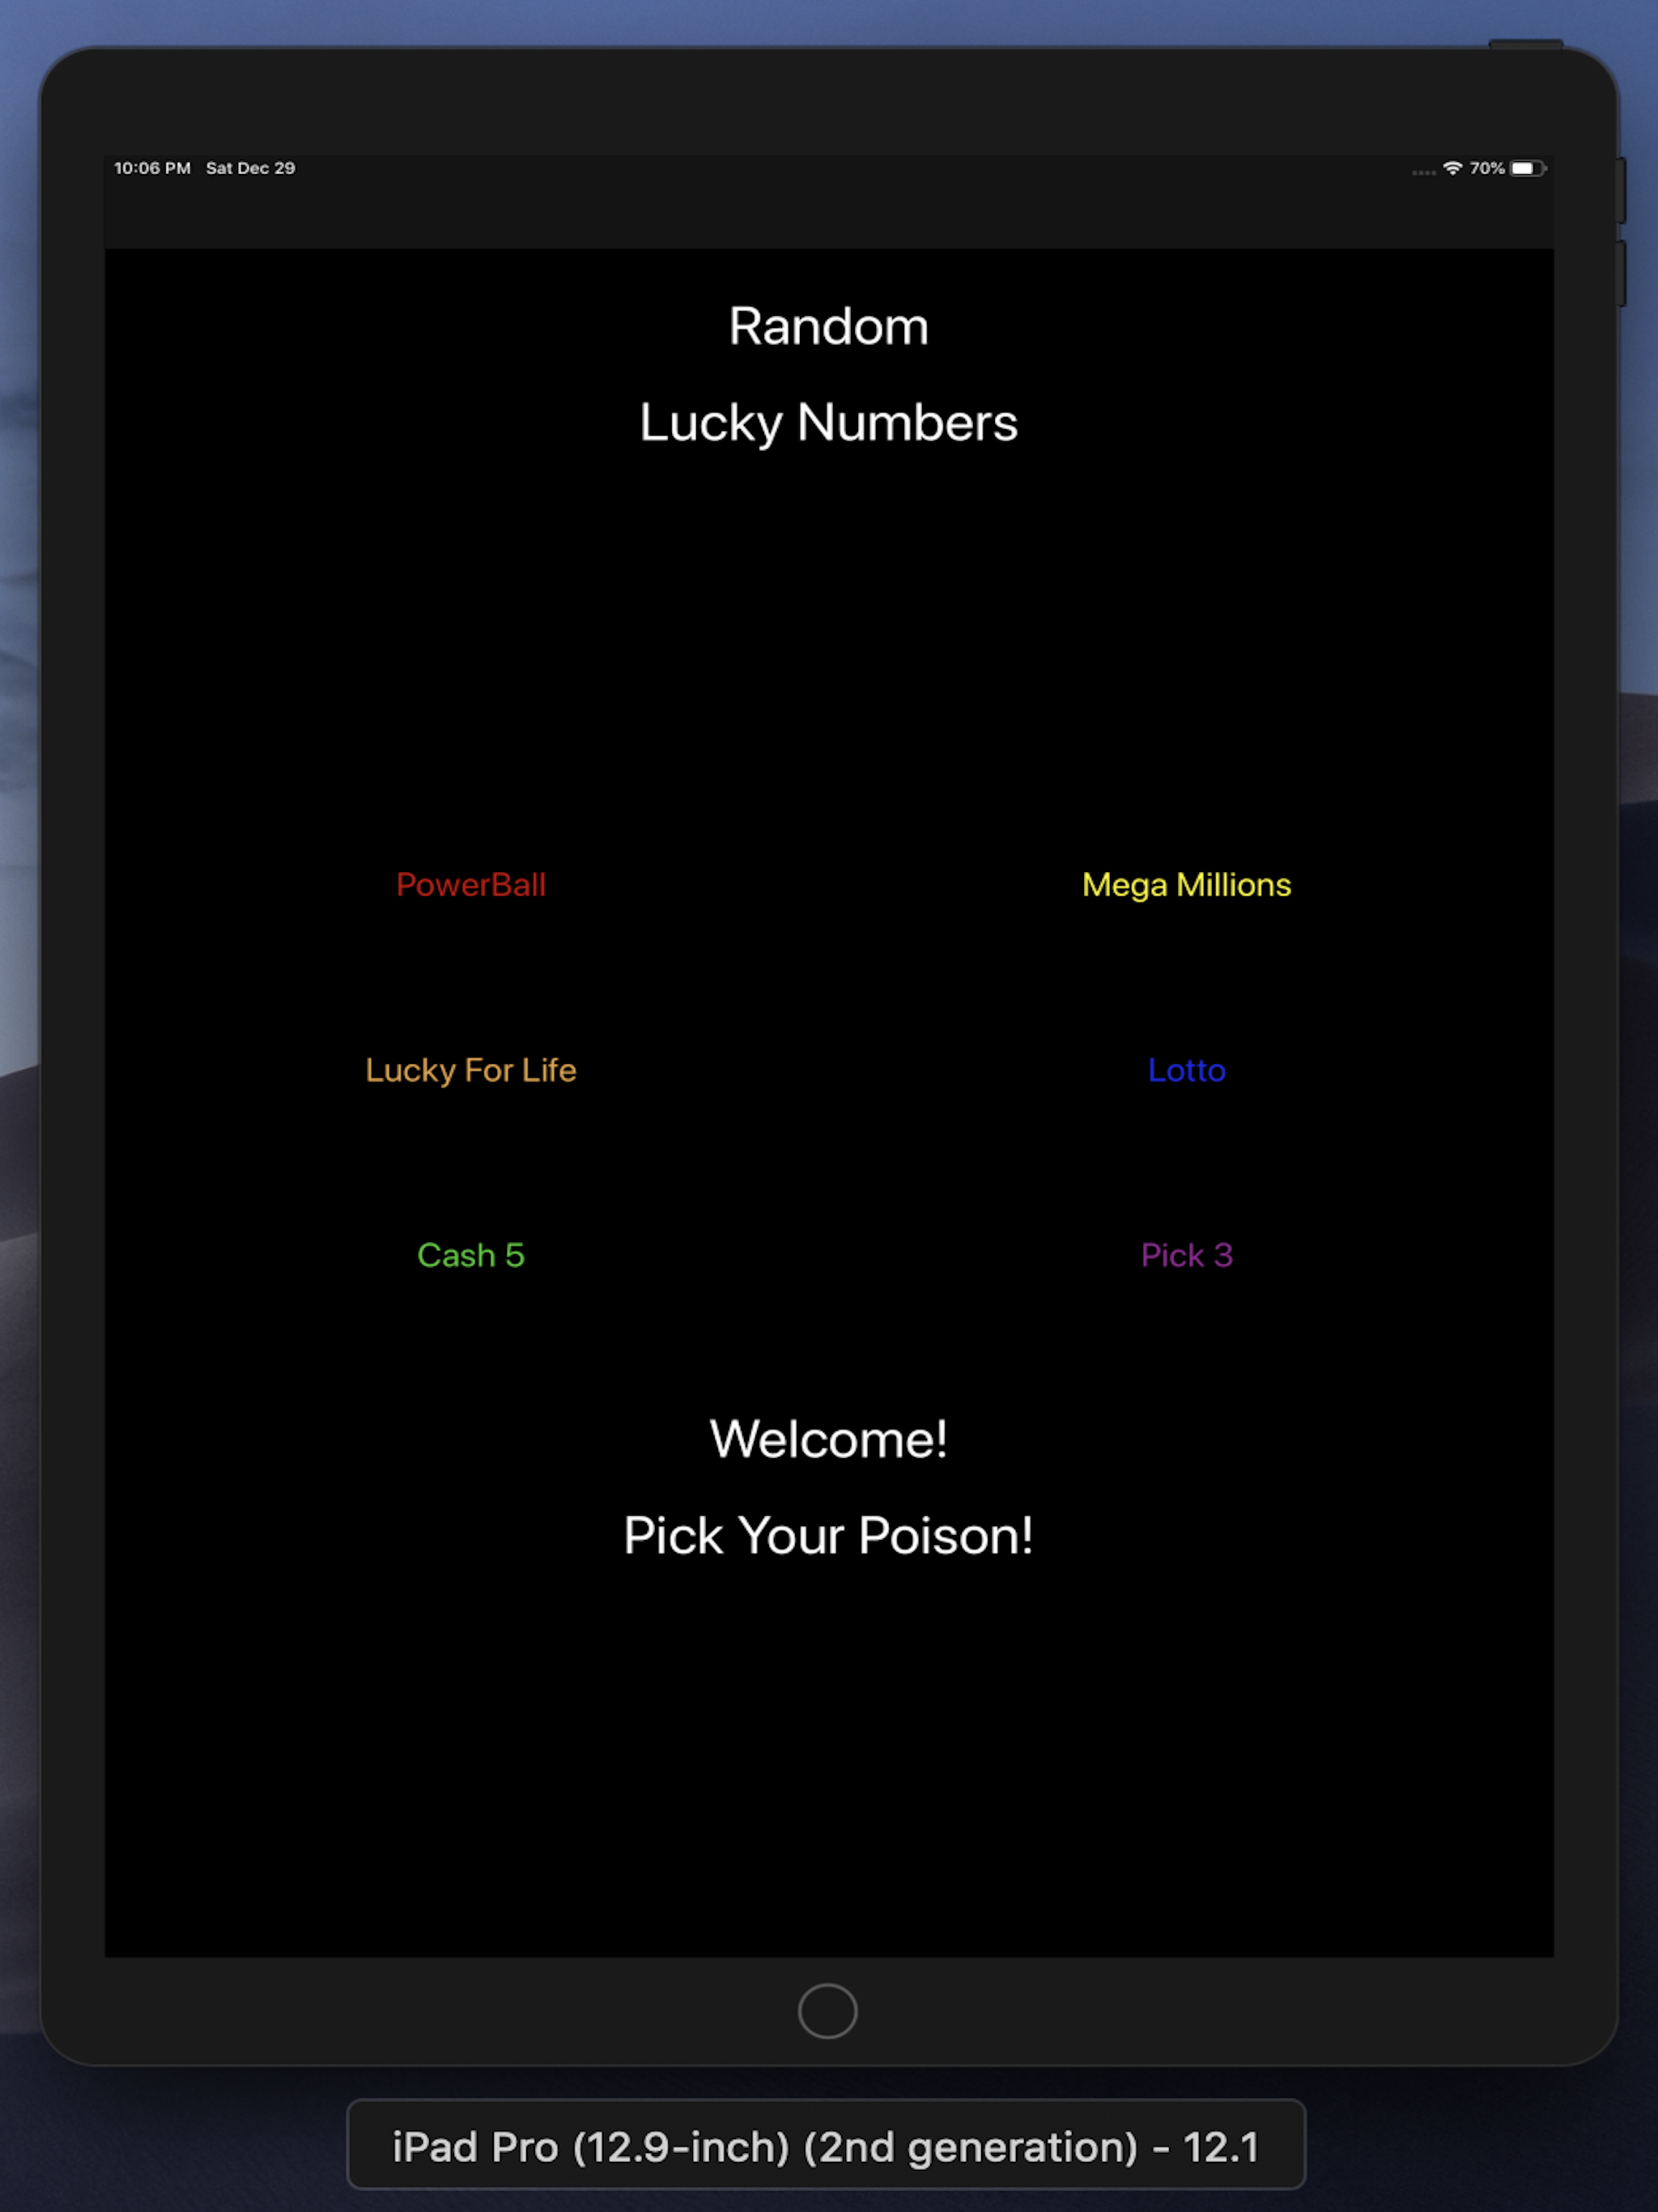 10:06 PM Sat Dec 29 70%
Random
Lucky Numbers
PowerBall Mega Millions
Lucky For Life Lotto
Cash 5 Pick 3
Welcome!
Pick Your Poison!
iPad Pro (12.9-inch) (2nd generation) - 12.1